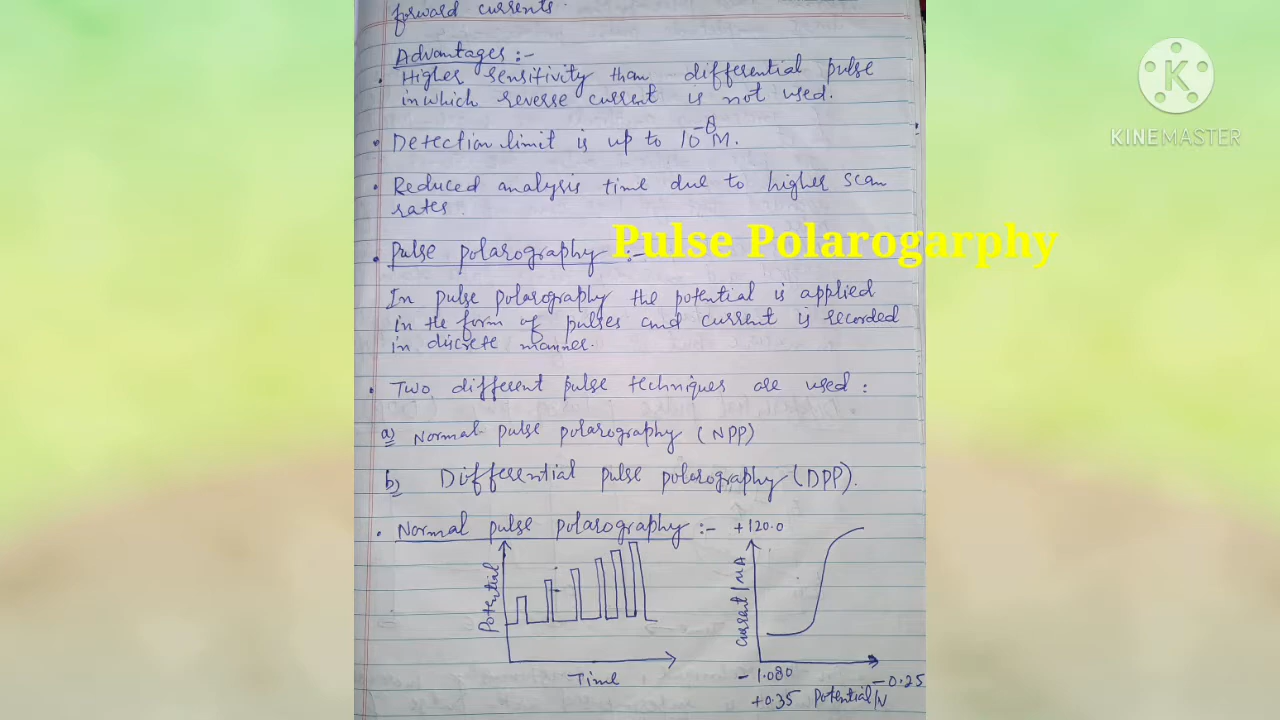 forward currents.
Advantages :-
• Higher sensitivity than differential pulse
in which reverse current is not used.
• Detection limit is up to 10⁻⁸M.
• Reduced analysis time due to higher scan
rates.
• Pulse polarography :-
Pulse Polarogarphy
In pulse polarography the potential is applied
in the form of pulses and current is recorded
in discrete manner.
• Two different pulse techniques are used :
a) Normal pulse polarography (NPP)
b) Differential pulse polarography (DPP).
• Normal pulse polarography :-
Potential
Time
+120.0
Current | MA
- 1.080
- 0.25
+0.35 Potential/V
K
KINEMASTER